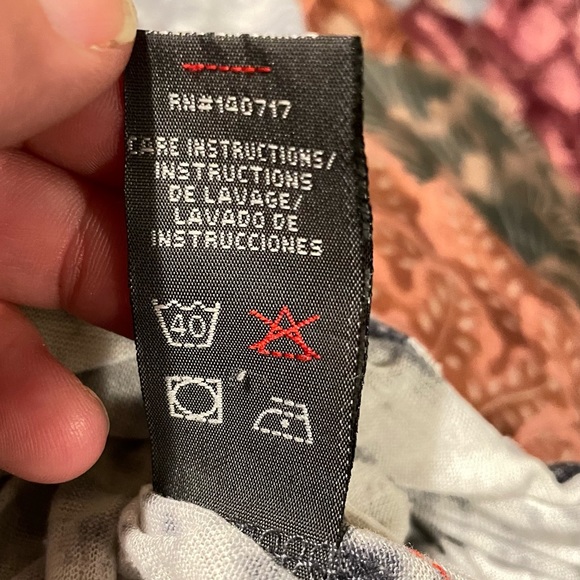 RN#140717
CARE INSTRUCTIONS/
INSTRUCTIONS
DE LAVAGE/
LAVADO DE
INSTRUCCIONES
40